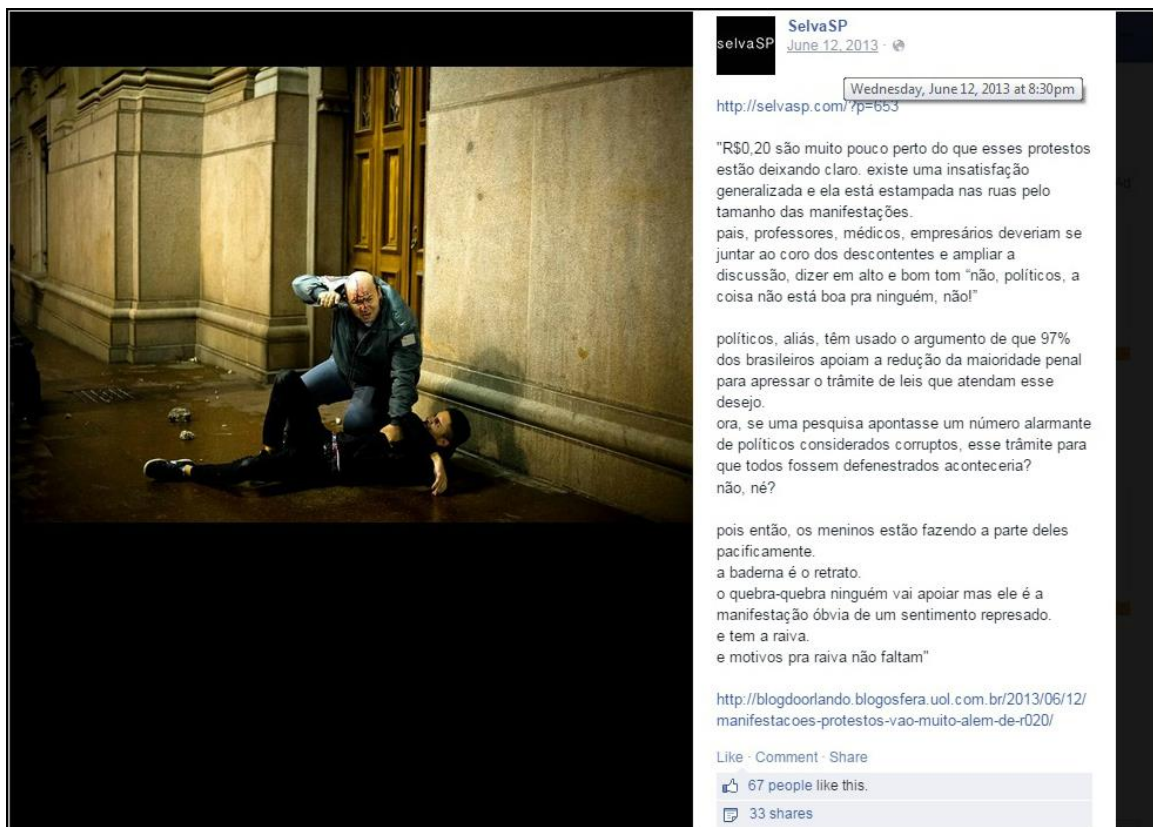 selvaSP
SelvaSP
June 12, 2013
Wednesday, June 12, 2013 at 8:30pm
http://selvasp.com/?p=653
"R$0,20 são muito pouco perto do que esses protestos
estão deixando claro. existe uma insatisfação
generalizada e ela está estampada nas ruas pelo
tamanho das manifestações.
pais, professores, médicos, empresários deveriam se
juntar ao coro dos descontentes e ampliar a
discussão, dizer em alto e bom tom “não, políticos, a
coisa não está boa pra ninguém, não!”
políticos, aliás, têm usado o argumento de que 97%
dos brasileiros apoiam a redução da maioridade penal
para apressar o trâmite de leis que atendam esse
desejo.
ora, se uma pesquisa apontasse um número alarmante
de políticos considerados corruptos, esse trâmite para
que todos fossem defenestrados aconteceria?
não, né?
pois então, os meninos estão fazendo a parte deles
pacificamente.
a baderna é o retrato.
o quebra-quebra ninguém vai apoiar mas ele é a
manifestação óbvia de um sentimento represado.
e tem a raiva.
e motivos pra raiva não faltam"
http://blogdoorlando.blogosfera.uol.com.br/2013/06/12/
manifestacoes-protestos-vao-muito-alem-de-r020/
Like · Comment · Share
67 people like this.
33 shares